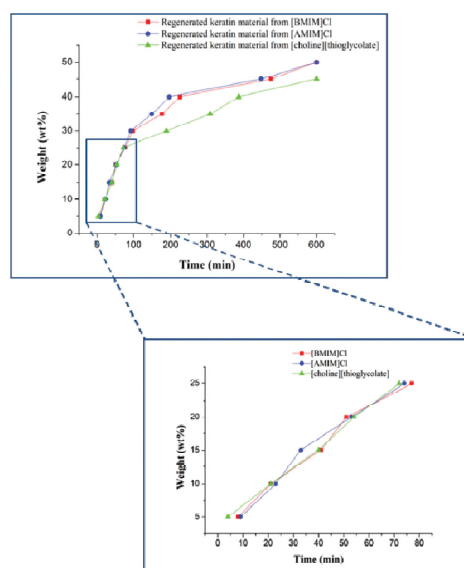 Regenerated keratin material from [BMIM]Cl
Regenerated keratin material from [AMIM]Cl
Regenerated keratin material from [choline][thioglycolate]
50
40
30
20
10
0
Weight (wt%)
0 100 200 300 400 500 600
Time (min)
[BMIM]Cl
[AMIM]Cl
[choline][thioglycolate]
25
20
15
10
5
Weight (wt%)
0 10 20 30 40 50 60 70 80
Time (min)